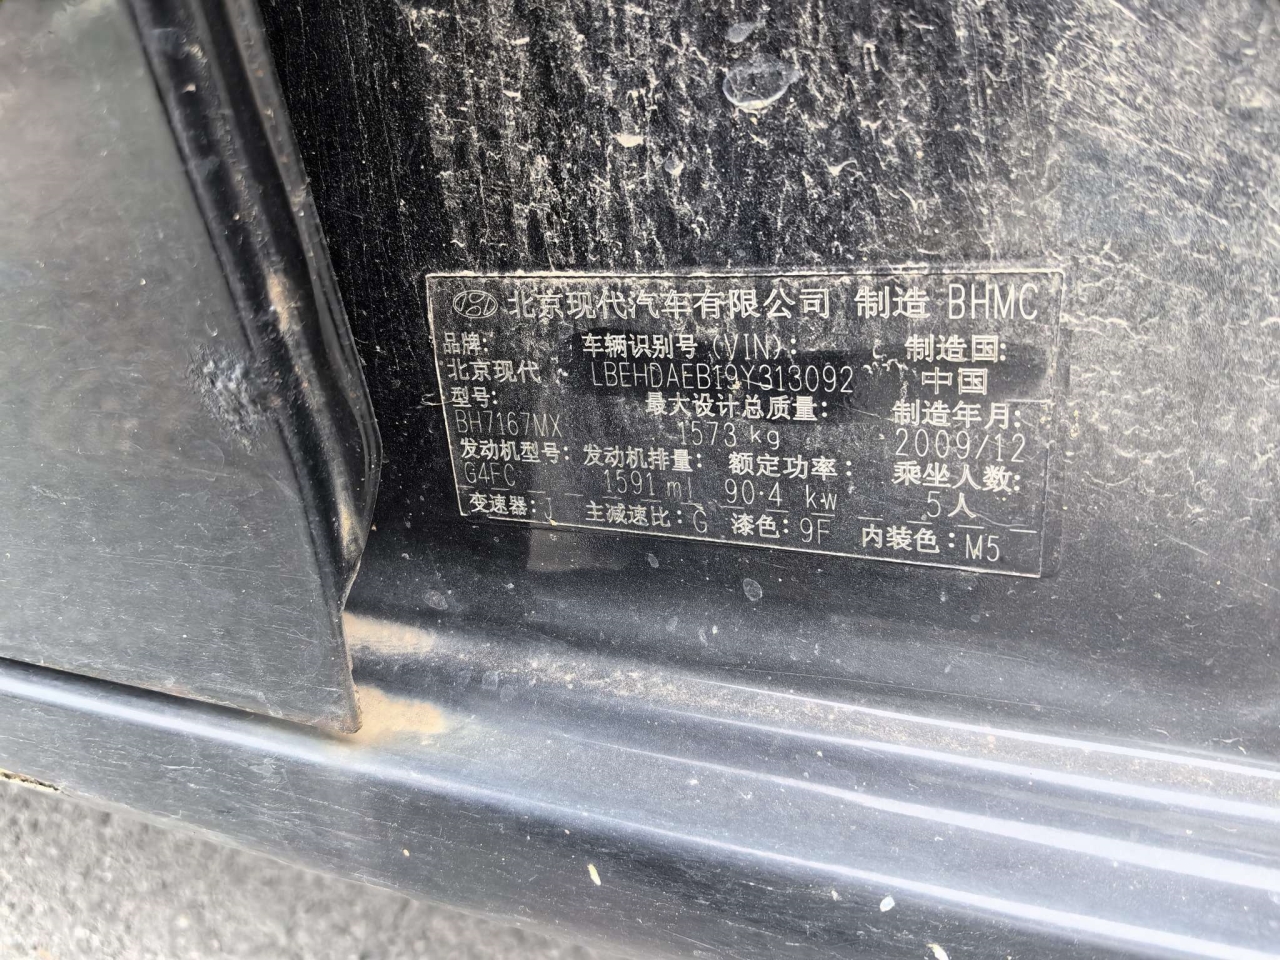 北京现代汽车有限公司 制造 BHMC
品牌: 车辆识别号 (VIN): 制造国:
北京现代 LBEHDAEB19Y313092 中国
型号: 最大设计总质量: 制造年月:
BH7167MX 1573 kg 2009/12
发动机型号: 发动机排量: 额定功率: 乘坐人数:
G4FC 1591 ml 90.4 kw 5人
变速器: J 主减速比: G 漆色: 9F 内装色: M5